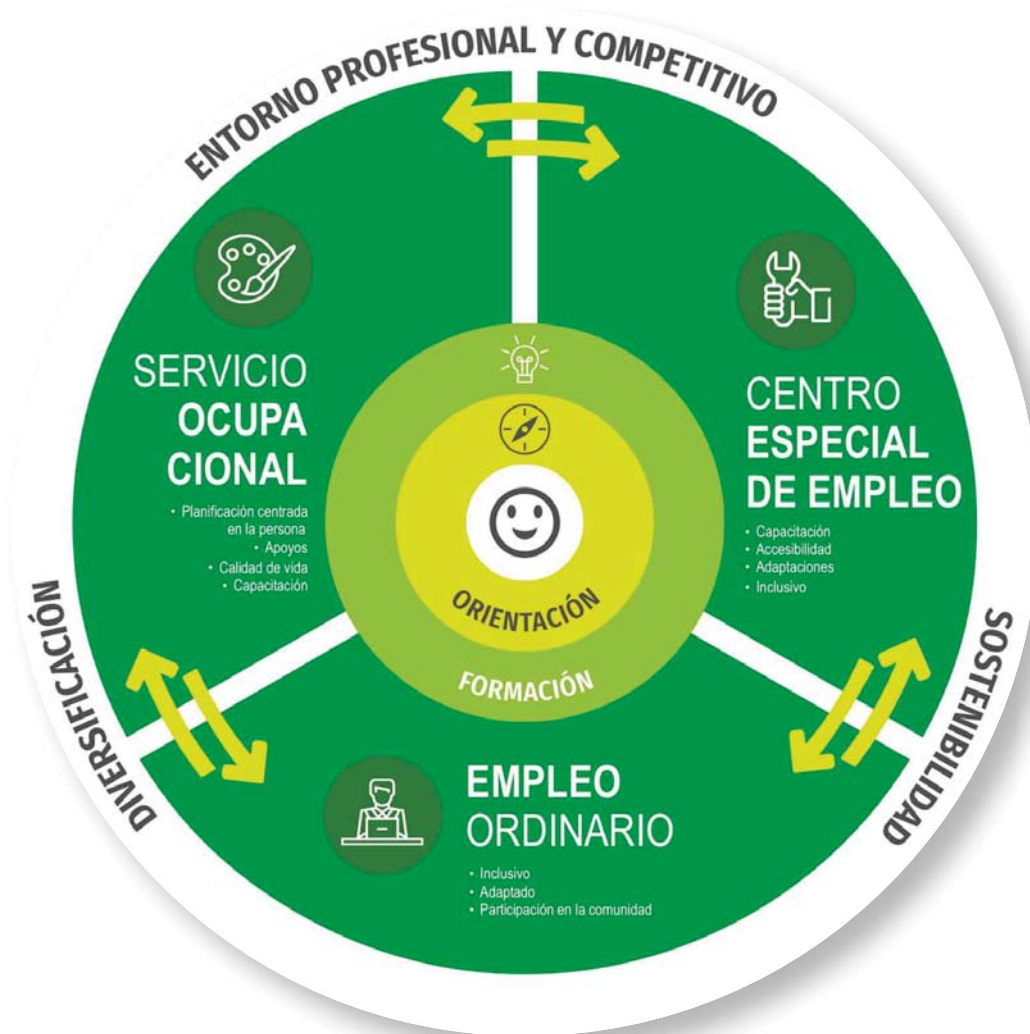 ENTORNO PROFESIONAL Y COMPETITIVO
SERVICIO
OCUPA
CIONAL
• Planificación centrada
en la persona
• Apoyos
• Calidad de vida
• Capacitación
CENTRO
ESPECIAL
DE EMPLEO
• Capacitación
• Accesibilidad
• Adaptaciones
• Inclusivo
ORIENTACIÓN
FORMACIÓN
EMPLEO
ORDINARIO
• Inclusivo
• Adaptado
• Participación en la comunidad
DIVERSIFICACIÓN
SOSTENIBILIDAD